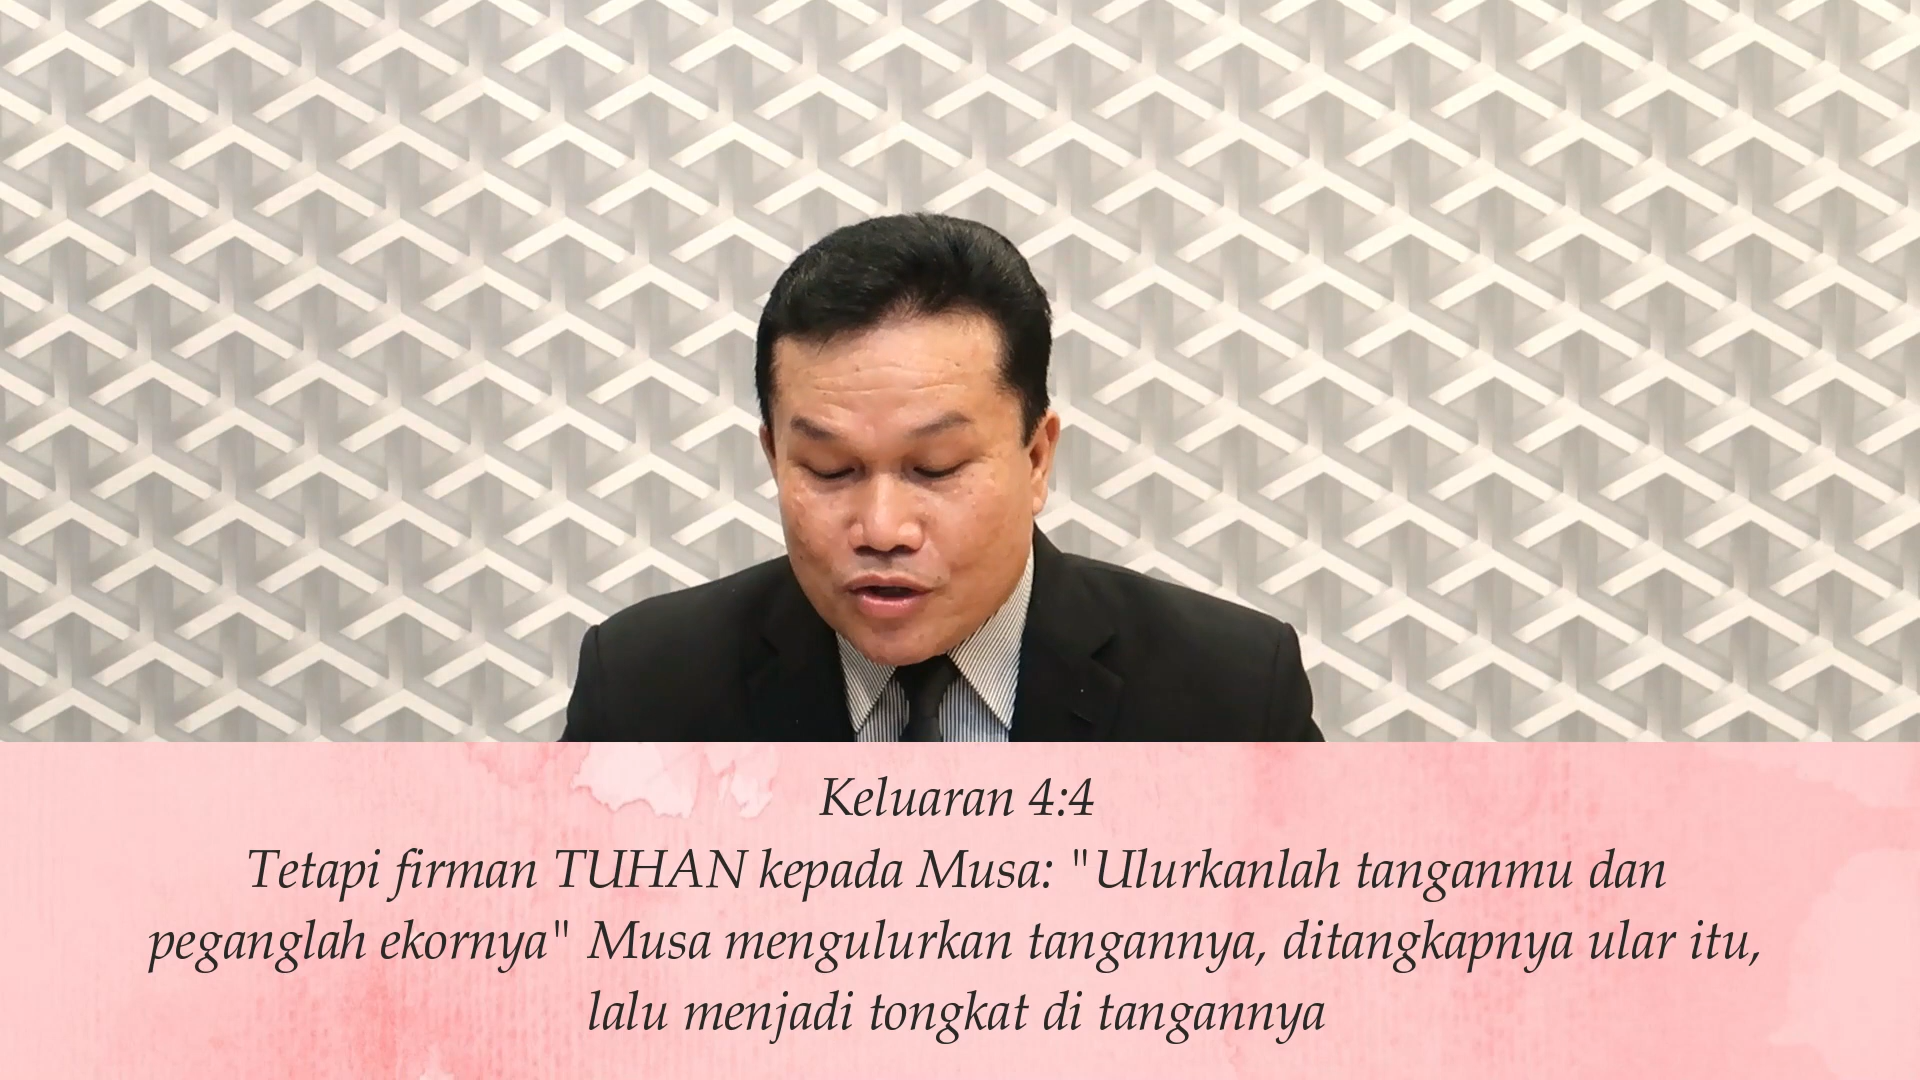 Keluaran 4:4
Tetapi firman TUHAN kepada Musa: "Ulurkanlah tanganmu dan
peganglah ekornya" Musa mengulurkan tangannya, ditangkapnya ular itu,
lalu menjadi tongkat di tangannya